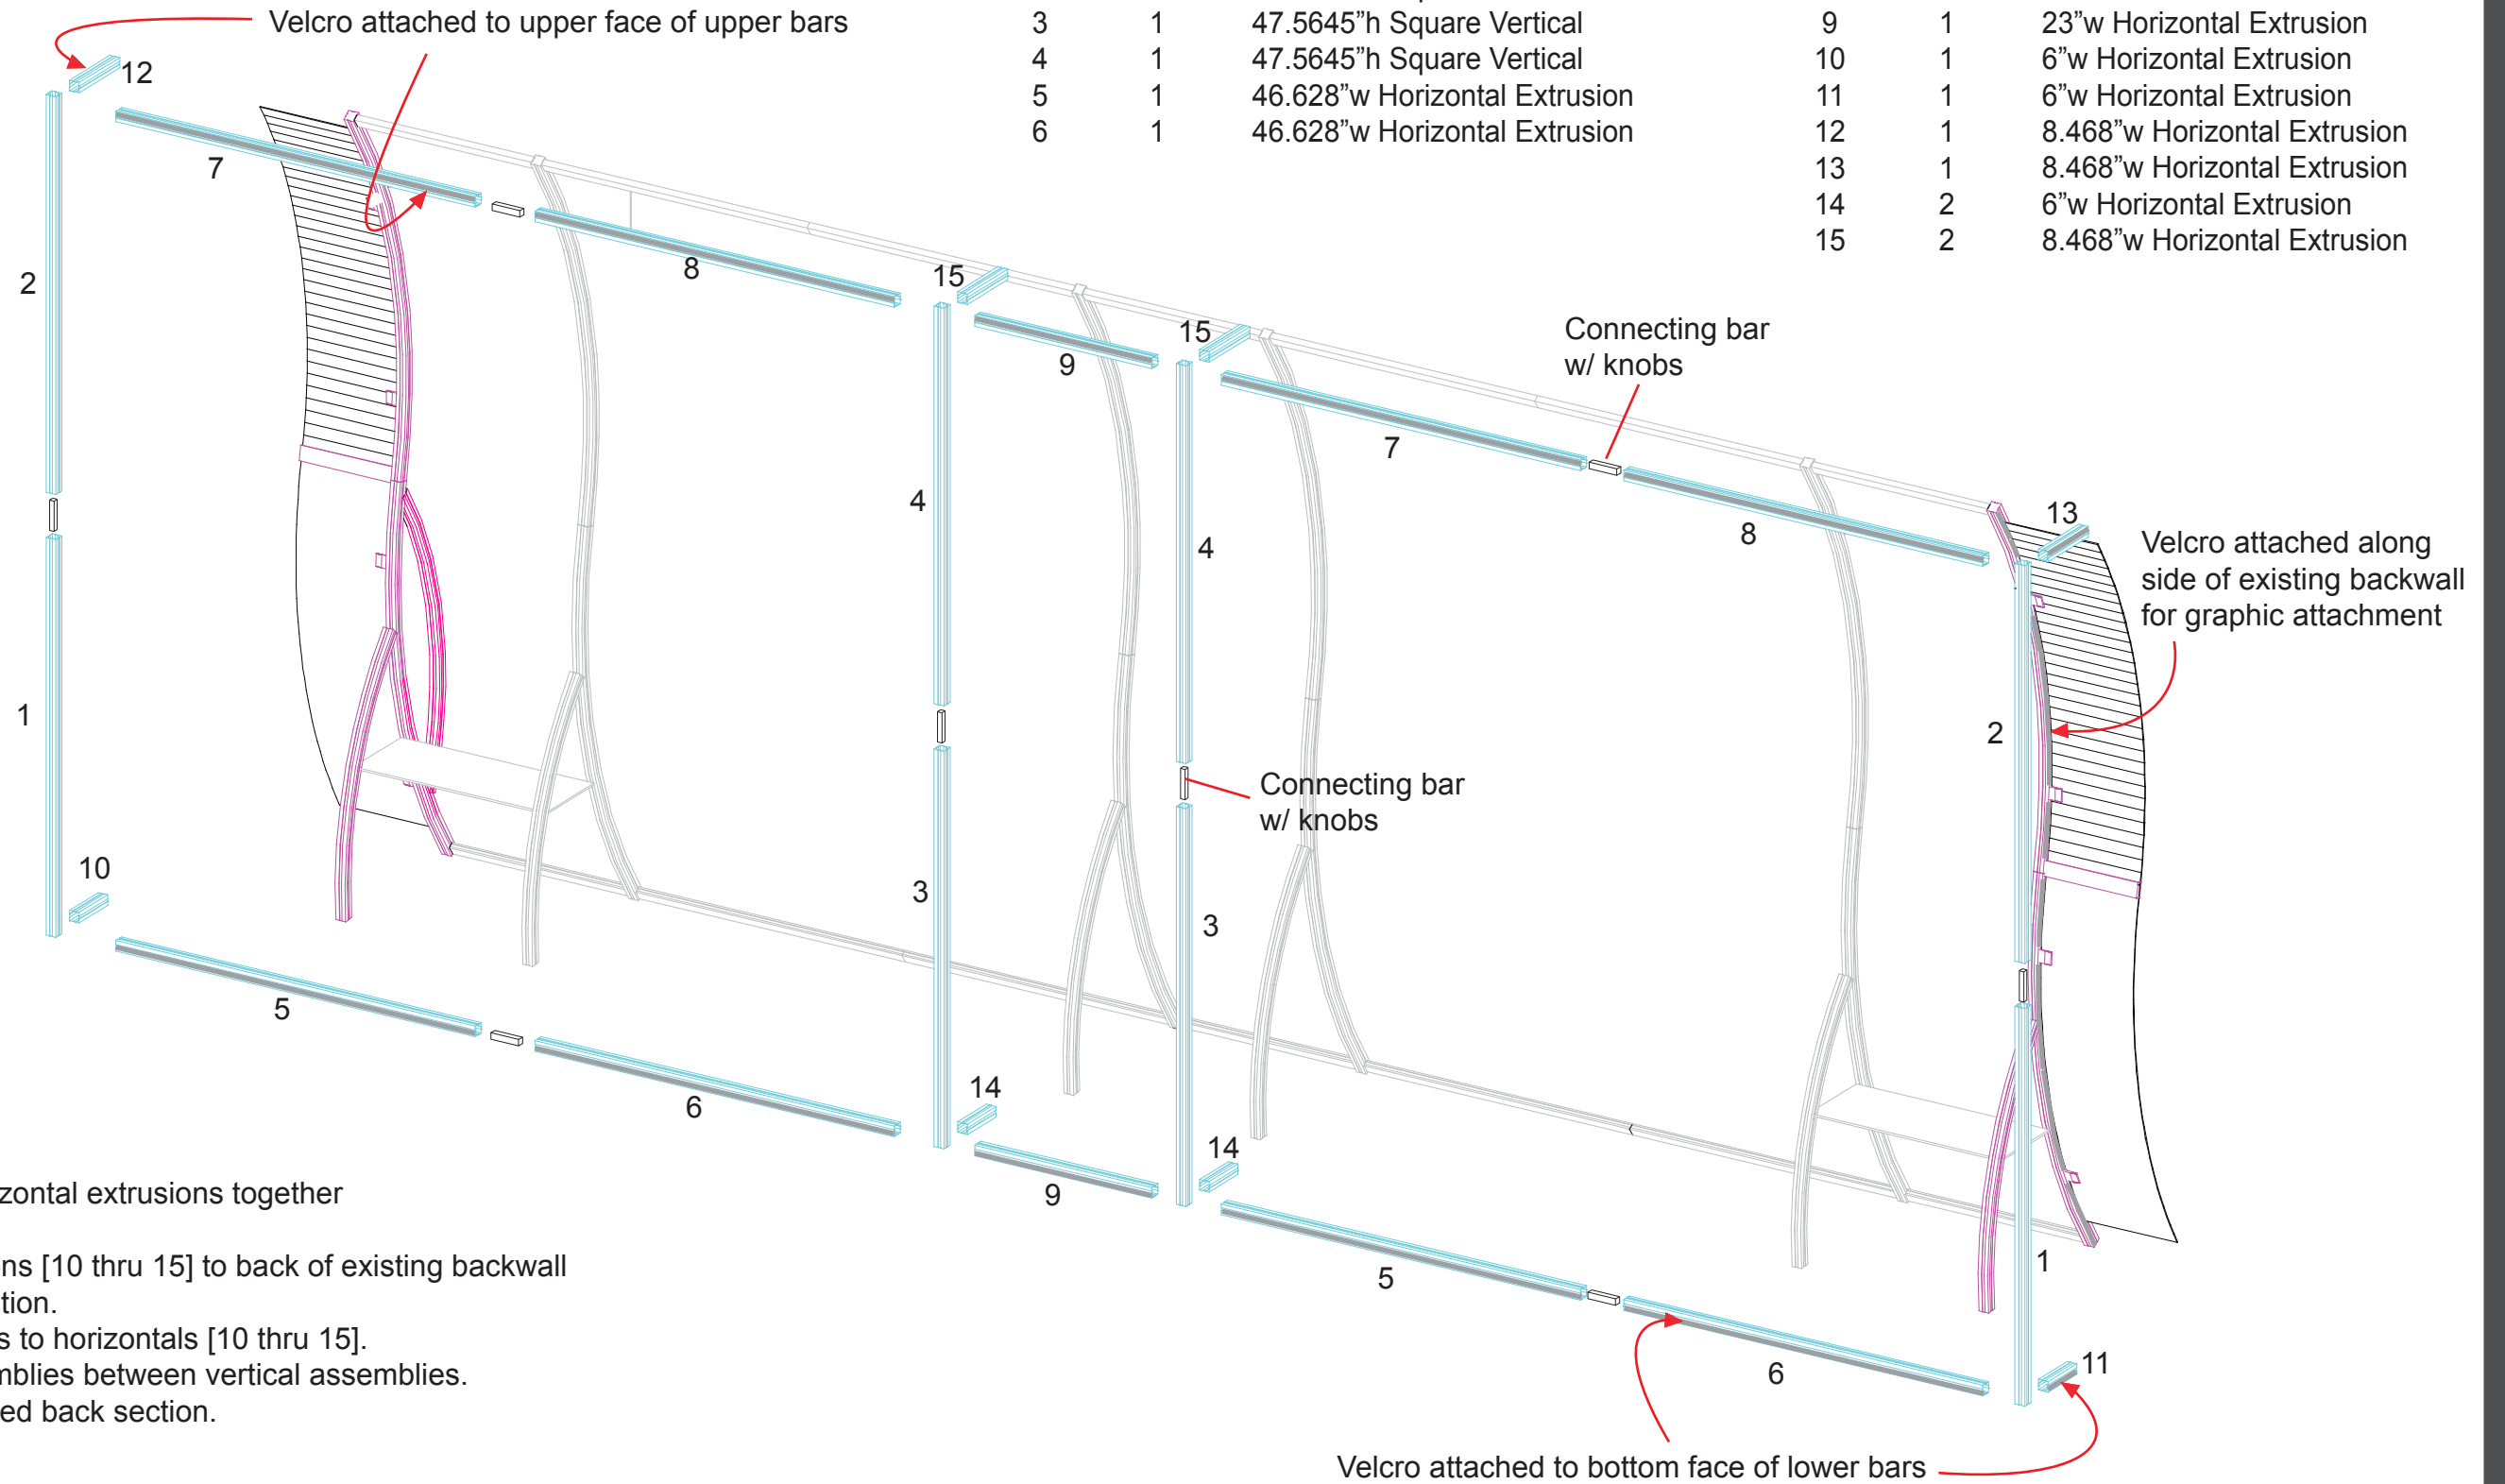 Velcro attached to upper face of upper bars
3 1 47.5645”h Square Vertical
4 1 47.5645”h Square Vertical
5 1 46.628”w Horizontal Extrusion
6 1 46.628”w Horizontal Extrusion
9 1 23”w Horizontal Extrusion
10 1 6”w Horizontal Extrusion
11 1 6”w Horizontal Extrusion
12 1 8.468”w Horizontal Extrusion
13 1 8.468”w Horizontal Extrusion
14 2 6”w Horizontal Extrusion
15 2 8.468”w Horizontal Extrusion
12
7
2
8
15
15
9
Connecting bar
w/ knobs
7
4
4
8
13
Velcro attached along
side of existing backwall
for graphic attachment
1
2
Connecting bar
w/ knobs
10
3
3
5
6
14
14
9
5
1
6
11
zontal extrusions together
ns [10 thru 15] to back of existing backwall
tion.
s to horizontals [10 thru 15].
mblies between vertical assemblies.
ed back section.
Velcro attached to bottom face of lower bars